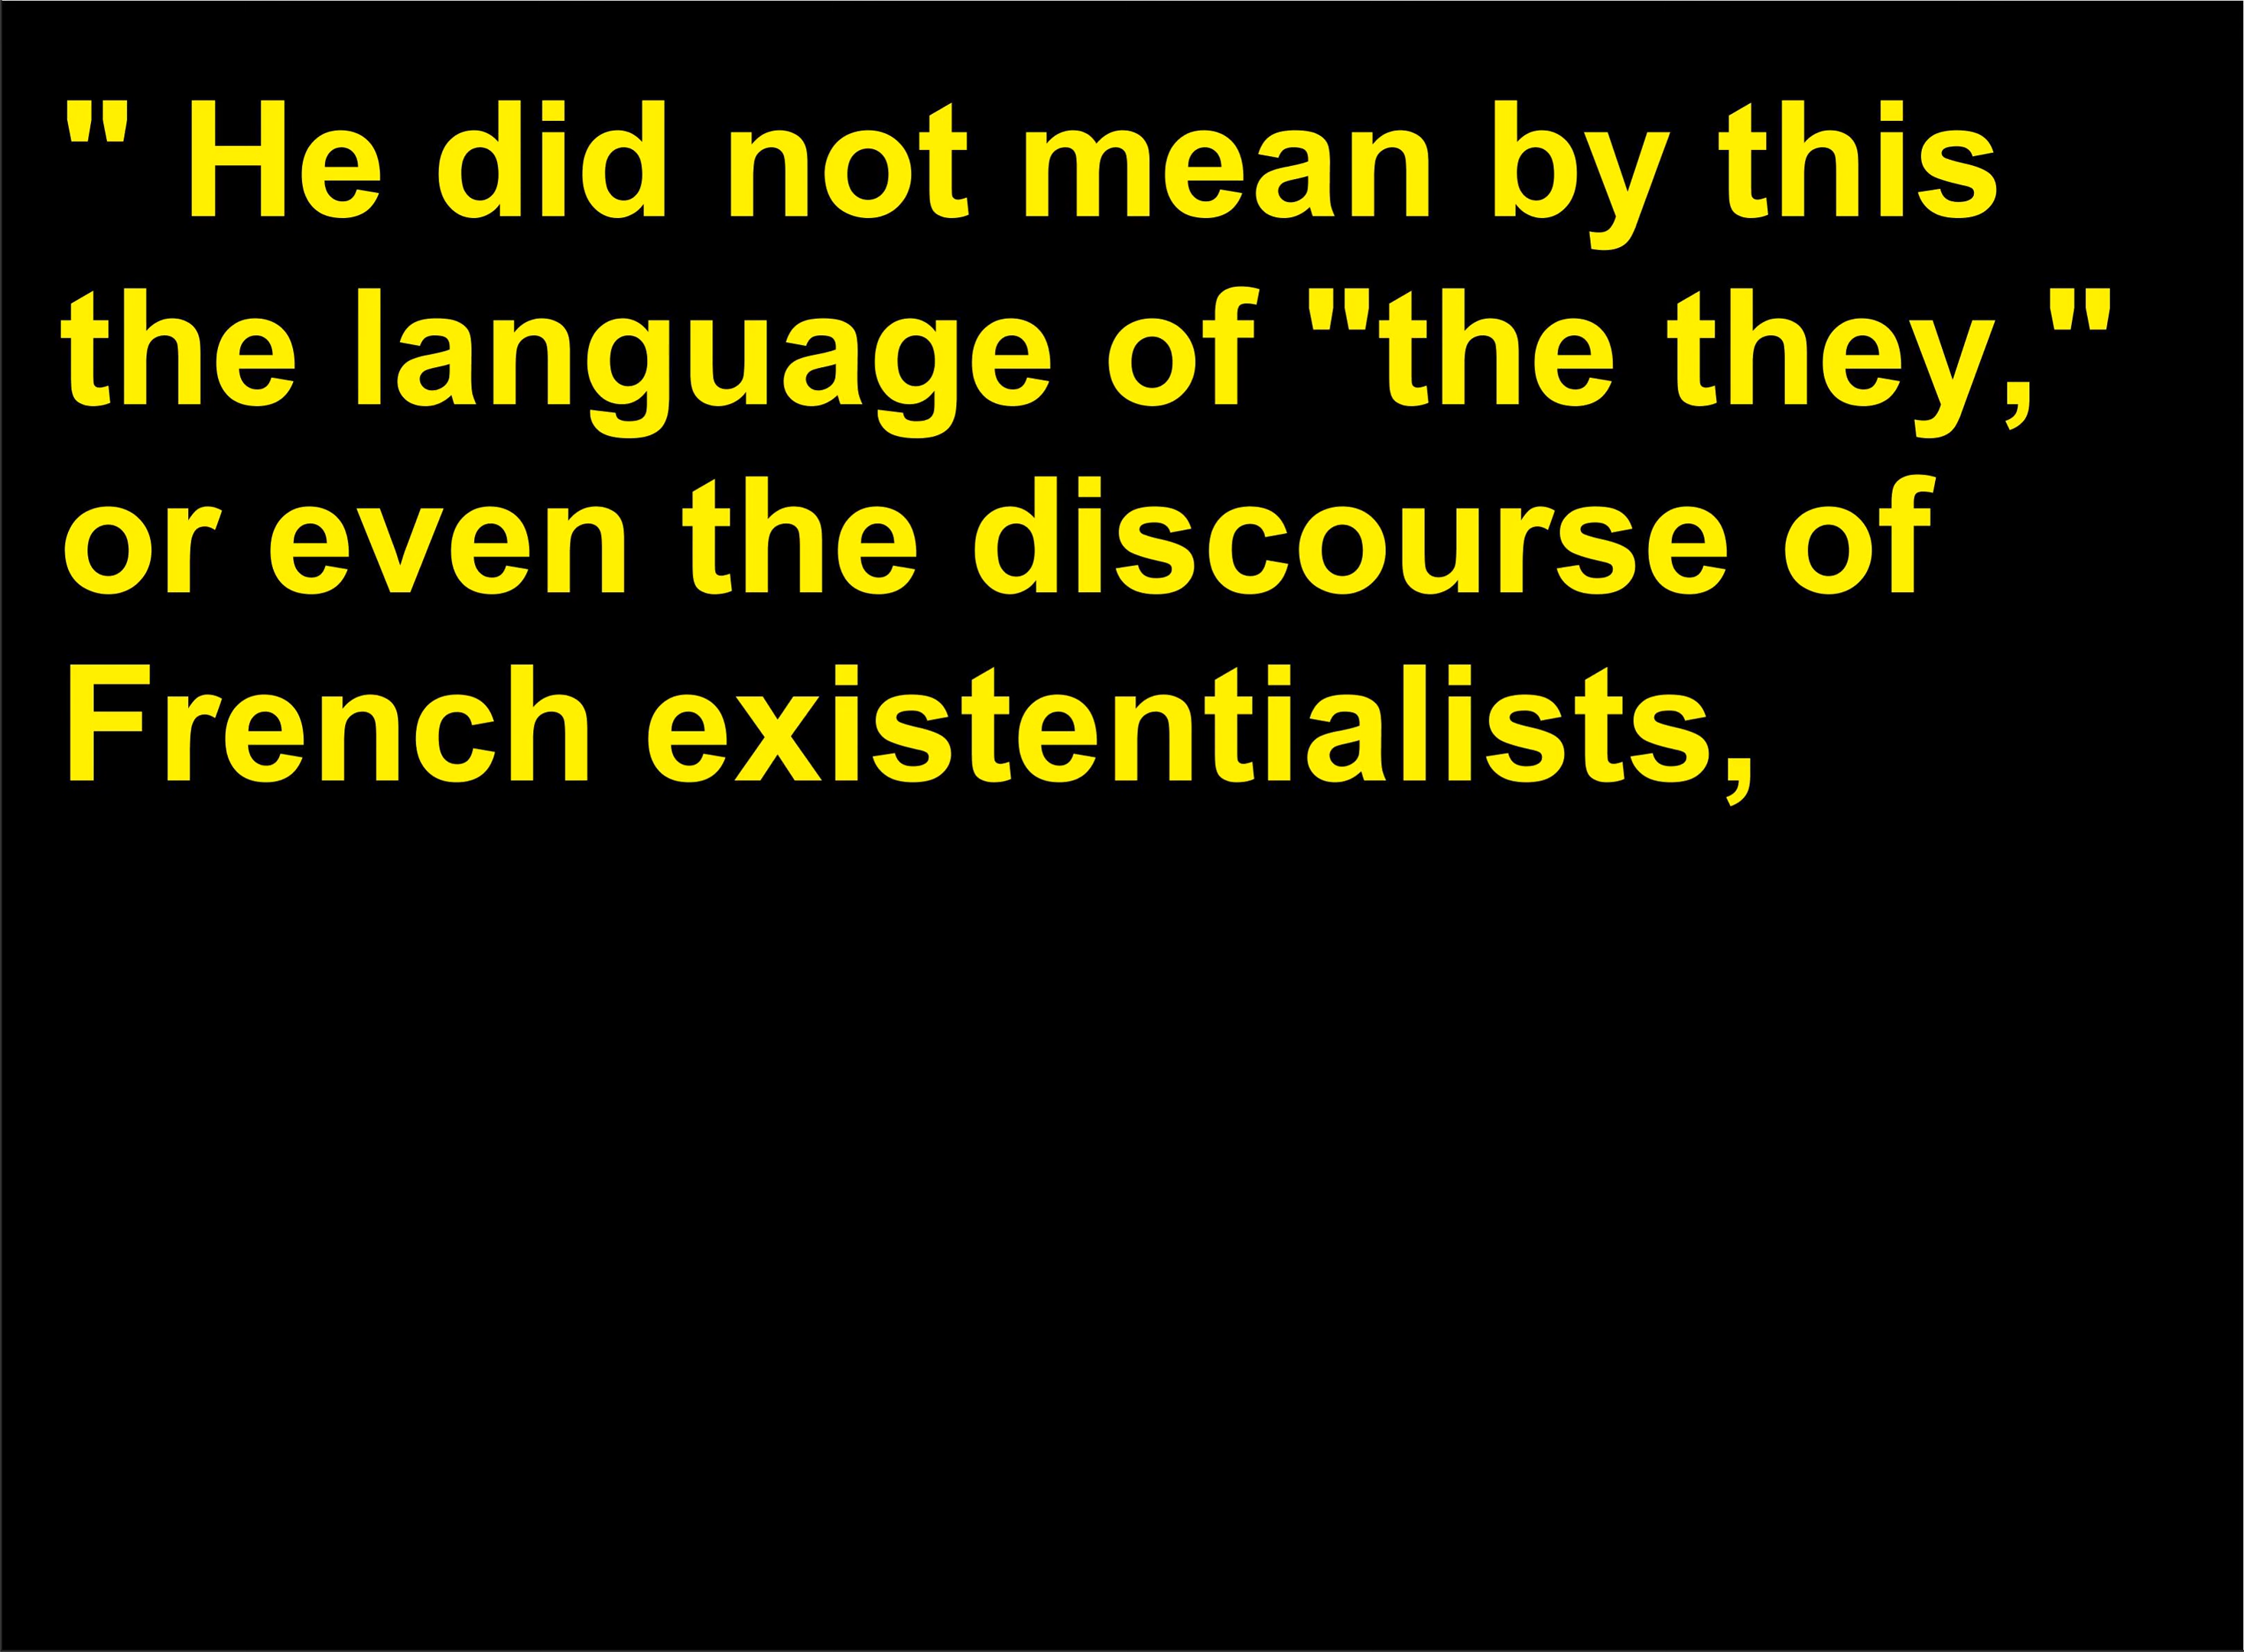 " He did not mean by this
the language of "the they,"
or even the discourse of
French existentialists,